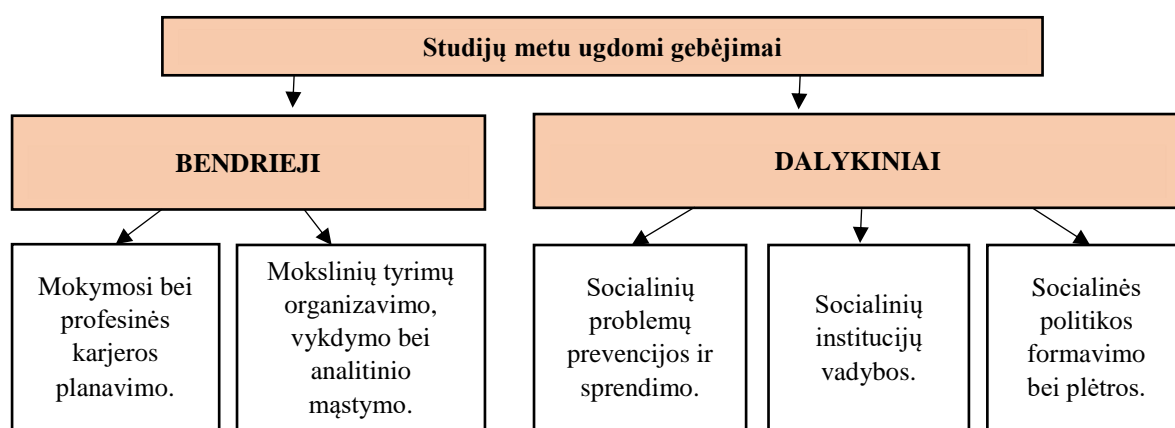 Studijų metu ugdomi gebėjimai
BENDRIEJI
DALYKINIAI
Mokymosi bei
profesinės
karjeros
planavimo.
Mokslinių tyrimų
organizavimo,
vykdymo bei
analitinio
mąstymo.
Socialinių
problemų
prevencijos ir
sprendimo.
Socialinių
institucijų
vadybos.
Socialinės
politikos
formavimo
bei plėtros.